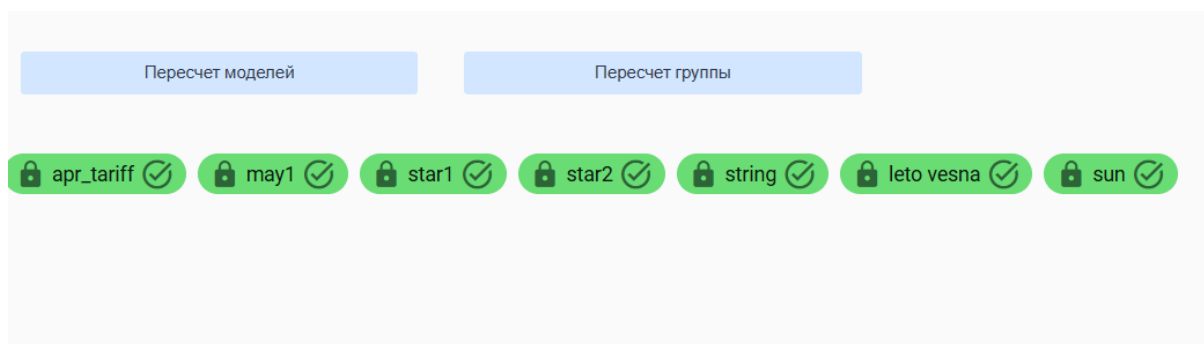 Пересчет моделей Пересчет группы
apr_tariff may1 star1 star2 string leto vesna sun